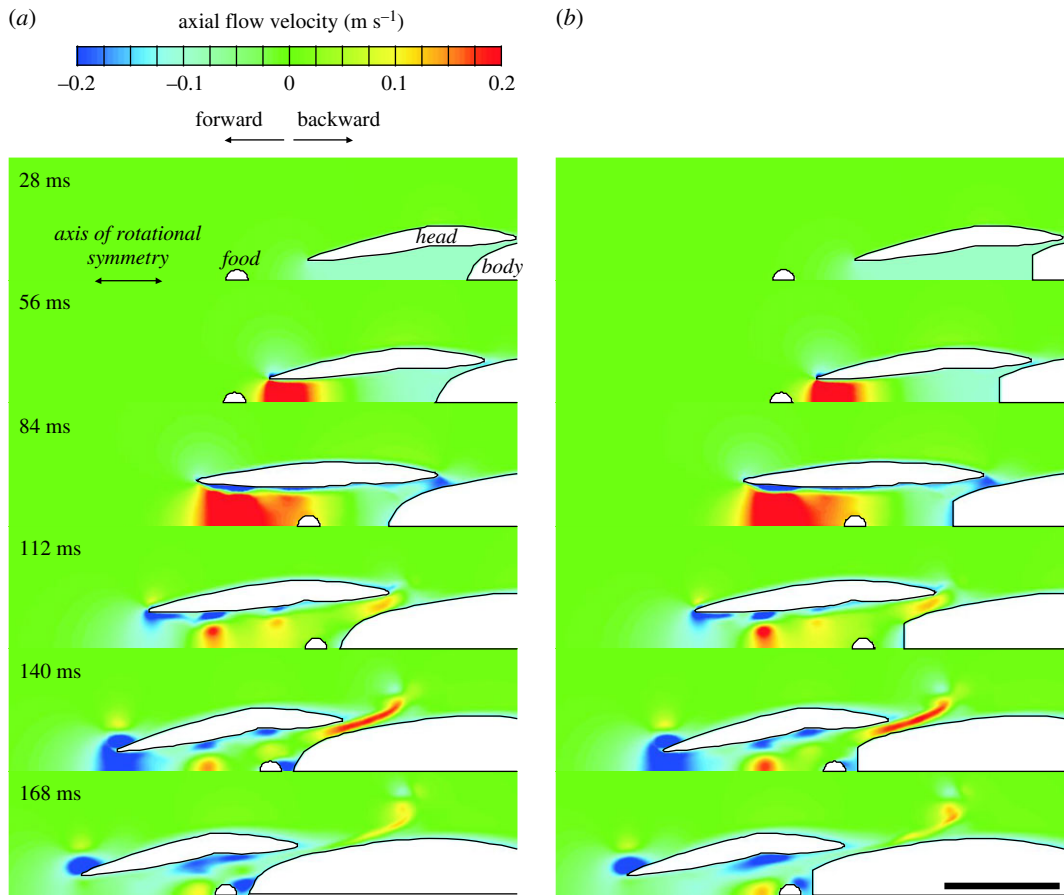 (a)
(b)
axial flow velocity (m s⁻¹)
–0.2 –0.1 0 0.1 0.2
forward backward
28 ms
axis of rotational
symmetry
food
head
body
56 ms
84 ms
112 ms
140 ms
168 ms